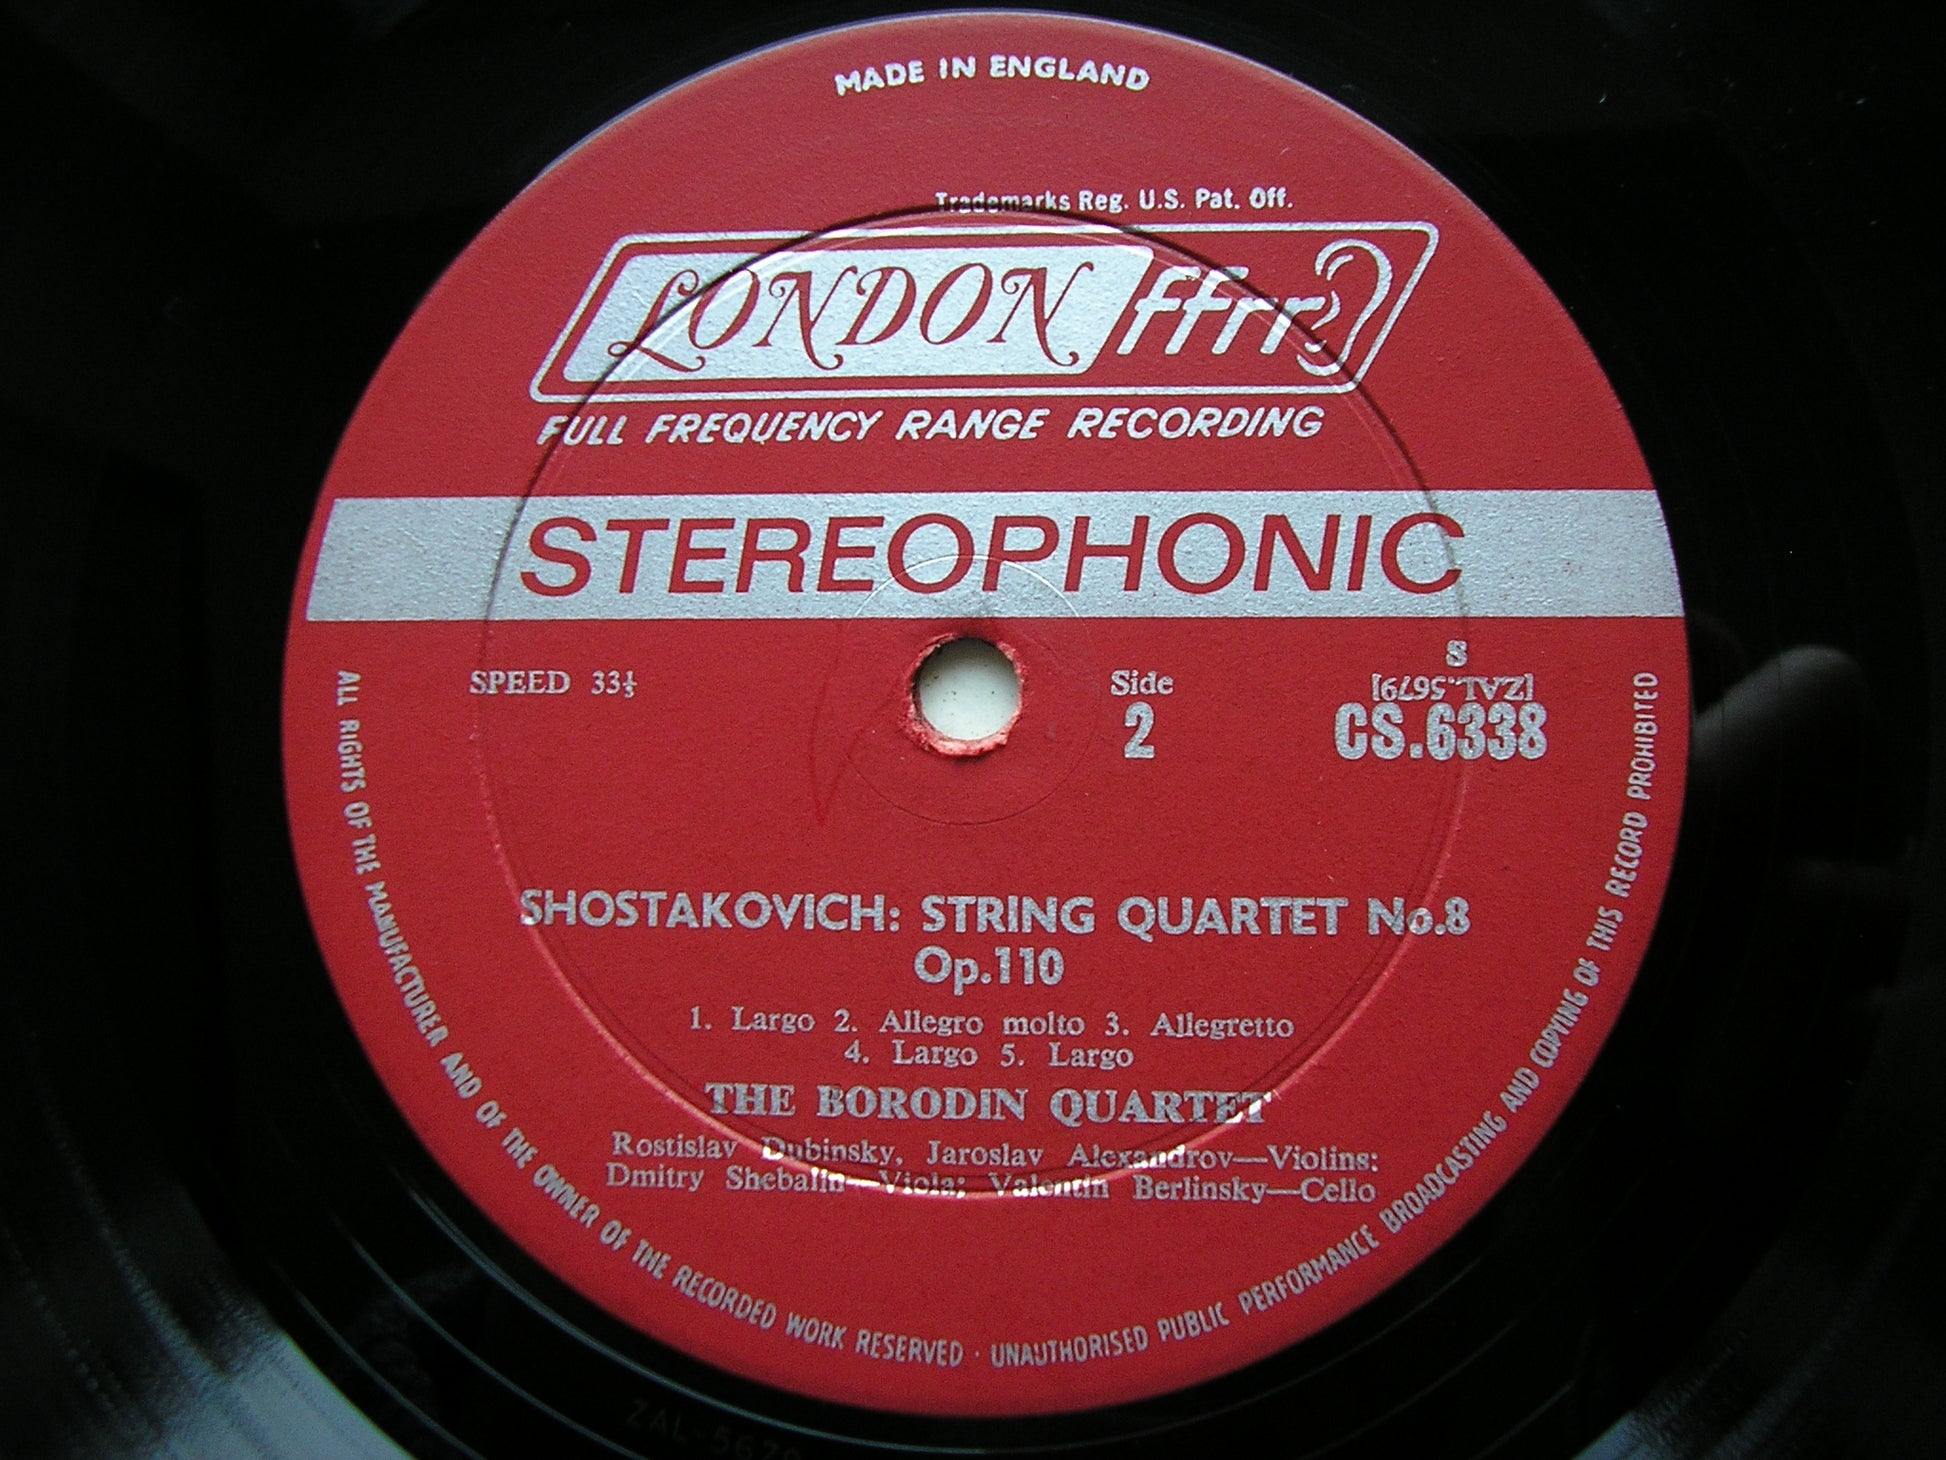 MADE IN ENGLAND
Trademarks Reg. U.S. Pat. Off.
LONDON ffrr
FULL FREQUENCY RANGE RECORDING
STEREOPHONIC
SPEED 33⅓
Side
2
S
[ZAL.5679]
CS.6338
SHOSTAKOVICH: STRING QUARTET No.8
Op.110
1. Largo 2. Allegro molto 3. Allegretto
4. Largo 5. Largo
THE BORODIN QUARTET
Rostislav Dubinsky, Jaroslav Alexandrov—Violins:
Dmitry Shebalin—Viola; Valentin Berlinsky—Cello
ALL RIGHTS OF THE MANUFACTURER AND OF THE OWNER OF THE RECORDED WORK RESERVED · UNAUTHORISED PUBLIC PERFORMANCE BROADCASTING AND COPYING OF THIS RECORD PROHIBITED